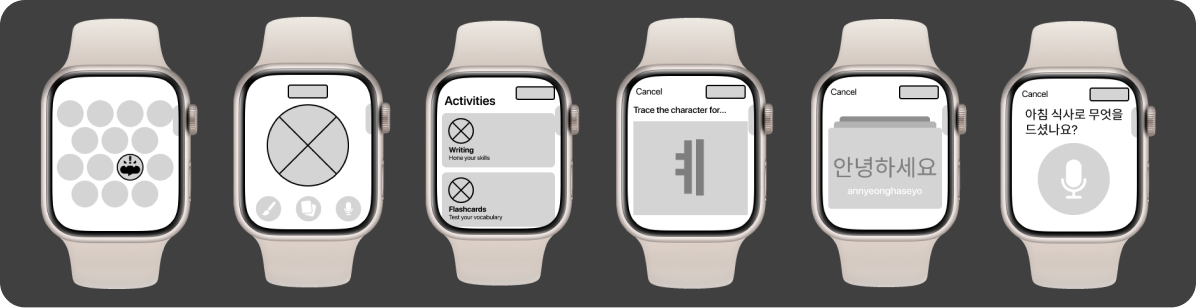 Activities
Writing
Hone your skills
Flashcards
Test your vocabulary
Cancel
Trace the character for...
ㅖ
Cancel
안녕하세요
annyeonghaseyo
Cancel
아침 식사로 무엇을
드셨나요?